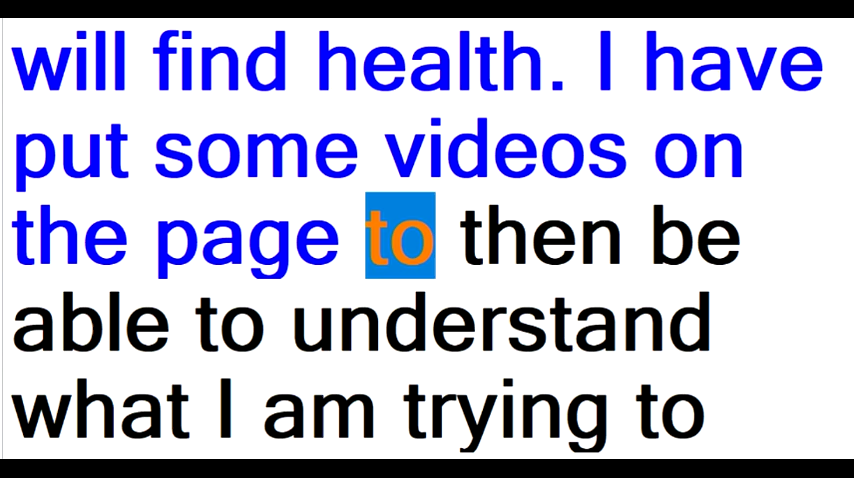 will find health. I have
put some videos on
the page to then be
able to understand
what I am trying to